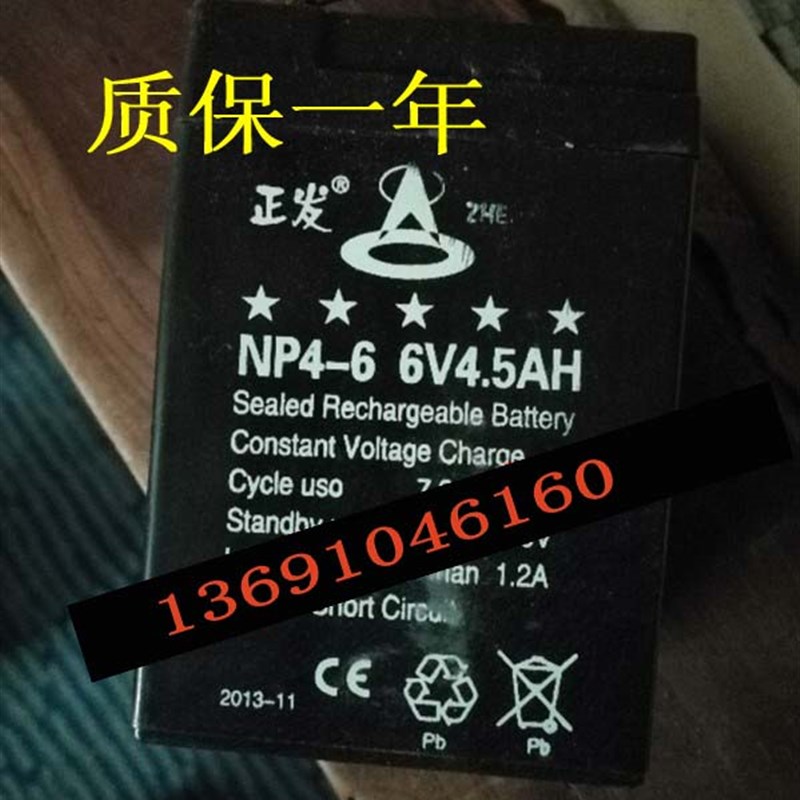 质保一年
正发® ZHE
NP4-6 6V4.5AH
Sealed Rechargeable Battery
Constant Voltage Charge
Cycle uso
Standby
1.2A
Short Circu
13691046160
2013-11 CE
Pb Pb